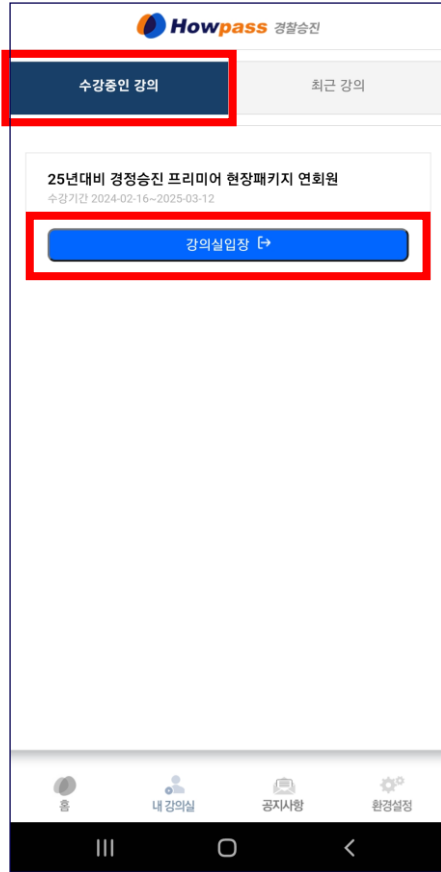 Howpass 경찰승진
수강중인 강의
최근 강의
25년대비 경정승진 프리미어 현장패키지 연회원
수강기간 2024-02-16~2025-03-12
강의실입장
홈
내 강의실
공지사항
환경설정